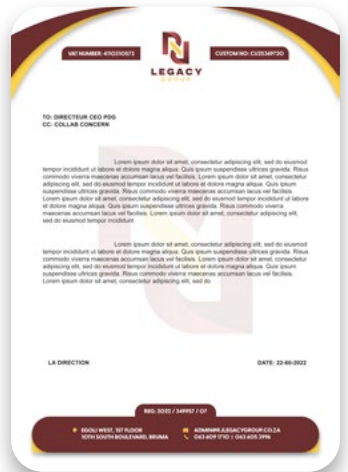 VAT NUMBER: 4150310573
CUSTOM NO: CU25369730
LEGACY
GROUP
TO: DIRECTEUR CEO PDG
CC: COLLAB CONCERN
Lorem ipsum dolor sit amet, consectetur adipiscing elit, sed do eiusmod
tempor incididunt ut labore et dolore magna aliqua. Quis ipsum suspendisse ultrices gravida. Risus
commodo viverra maecenas accumsan lacus vel facilisis. Lorem ipsum dolor sit amet, consectetur
adipiscing elit, sed do eiusmod tempor incididunt ut labore et dolore magna aliqua. Quis ipsum
suspendisse ultrices gravida. Risus commodo viverra maecenas accumsan lacus vel facilisis.
Lorem ipsum dolor sit amet, consectetur adipiscing elit, sed do eiusmod tempor incididunt ut labore
et dolore magna aliqua. Quis ipsum suspendisse ultrices gravida. Risus commodo viverra
maecenas accumsan lacus vel facilisis. Lorem ipsum dolor sit amet, consectetur adipiscing elit,
sed do eiusmod tempor incididunt
Lorem ipsum dolor sit amet, consectetur adipiscing elit, sed do eiusmod
tempor incididunt ut labore et dolore magna aliqua. Quis ipsum suspendisse ultrices gravida. Risus
commodo viverra maecenas accumsan lacus vel facilisis. Lorem ipsum dolor sit amet, consectetur
adipiscing elit, sed do eiusmod tempor incididunt ut labore et dolore magna aliqua. Quis ipsum
suspendisse ultrices gravida. Risus commodo viverra maecenas accumsan lacus vel facilisis.
Lorem ipsum dolor sit amet, consectetur adipiscing elit, sed do
LA DIRECTION
DATE: 22-60-2022
REG: 2022 / 349957 / 07
EGOLI WEST, 1ST FLOOR
10TH SOUTH BOULEVARD, BRUMA
063 609 1710 | 063 605 3996